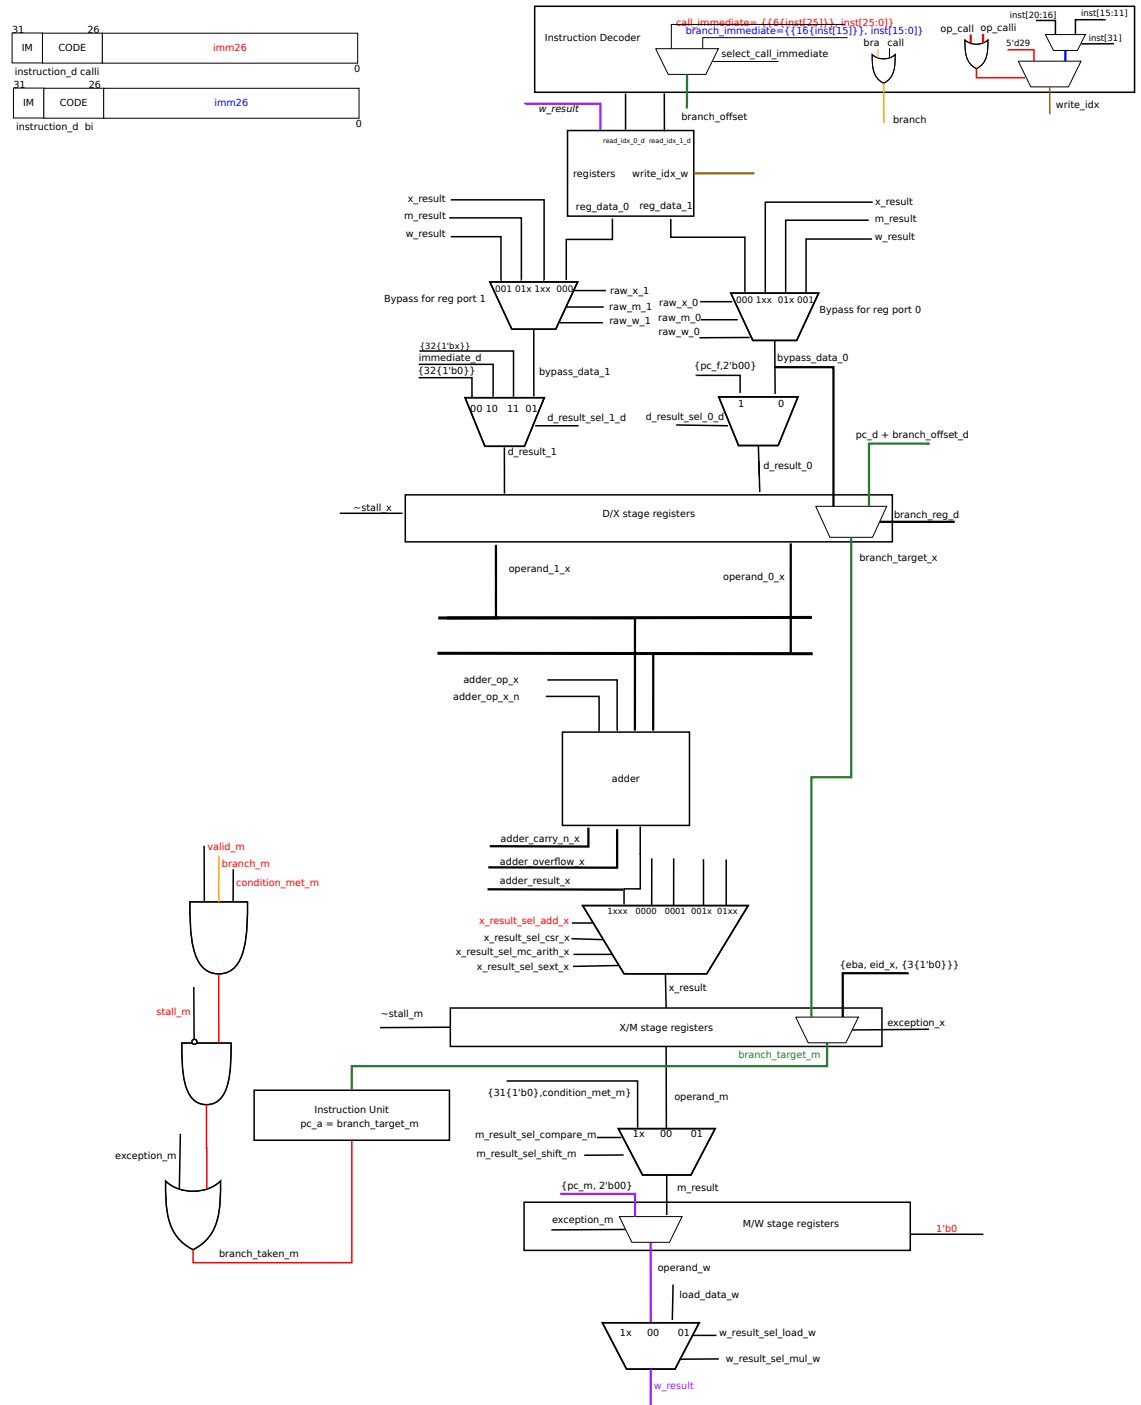 31
26
IM
CODE
imm26
instruction_d calli
0
31
26
IM
CODE
imm26
instruction_d  bi
0
Instruction Decoder
call_immediate= {{6{inst[25]}}, inst[25:0]}
branch_immediate={{16{inst[15]}}, inst[15:0]}
select_call_immediate
bra
call
op_call
op_calli
5'd29
inst[20:16]
inst[15:11]
inst[31]
w_result
branch_offset
branch
write_idx
read_idx_0_d
read_idx_1_d
registers
write_idx_w
reg_data_0
reg_data_1
x_result
m_result
w_result
x_result
m_result
w_result
001 01x 1xx 000
Bypass for reg port 1
raw_x_1
raw_m_1
raw_w_1
raw_x_0
raw_m_0
raw_w_0
000 1xx 01x 001
Bypass for reg port 0
{32{1'bx}}
immediate_d
{32{1'b0}}
bypass_data_1
bypass_data_0
{pc_f,2'b00}
00 10 11 01
d_result_sel_1_d
d_result_sel_0_d
1
0
d_result_1
d_result_0
pc_d + branch_offset_d
~stall_x
D/X stage registers
branch_reg_d
branch_target_x
operand_1_x
operand_0_x
adder_op_x
adder_op_x_n
adder
adder_carry_n_x
adder_overflow_x
adder_result_x
valid_m
branch_m
condition_met_m
1xxx 0000 0001 001x 01xx
x_result_sel_add_x
x_result_sel_csr_x
x_result_sel_mc_arith_x
x_result_sel_sext_x
x_result
{eba, eid_x, {3{1'b0}}}
stall_m
~stall_m
X/M stage registers
exception_x
branch_target_m
{31{1'b0},condition_met_m}
operand_m
Instruction Unit
pc_a = branch_target_m
m_result_sel_compare_m
m_result_sel_shift_m
1x 00 01
exception_m
m_result
{pc_m, 2'b00}
exception_m
M/W stage registers
1'b0
branch_taken_m
operand_w
load_data_w
1x 00 01
w_result_sel_load_w
w_result_sel_mul_w
w_result